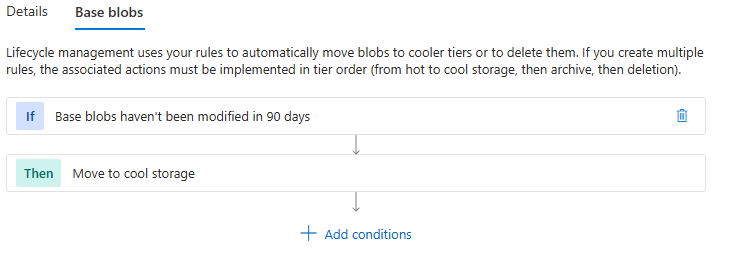 Details Base blobs
Lifecycle management uses your rules to automatically move blobs to cooler tiers or to delete them. If you create multiple
rules, the associated actions must be implemented in tier order (from hot to cool storage, then archive, then deletion).
If Base blobs haven't been modified in 90 days
Then Move to cool storage
Add conditions